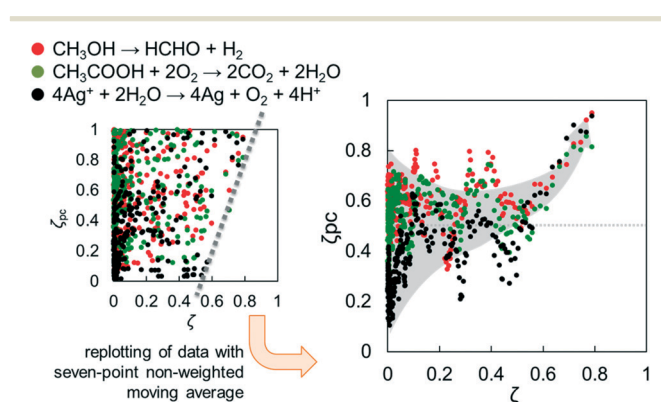 CH₃OH → HCHO + H₂
CH₃COOH + 2O₂ → 2CO₂ + 2H₂O
4Ag⁺ + 2H₂O → 4Ag + O₂ + 4H⁺
1
0.8
0.6
0.4
0.2
0
ζpc
0 0.2 0.4 0.6 0.8 1
ζ
replotting of data with
seven-point non-weighted
moving average
1
0.8
0.6
0.4
0.2
0
ζpc
0 0.2 0.4 0.6 0.8 1
ζ